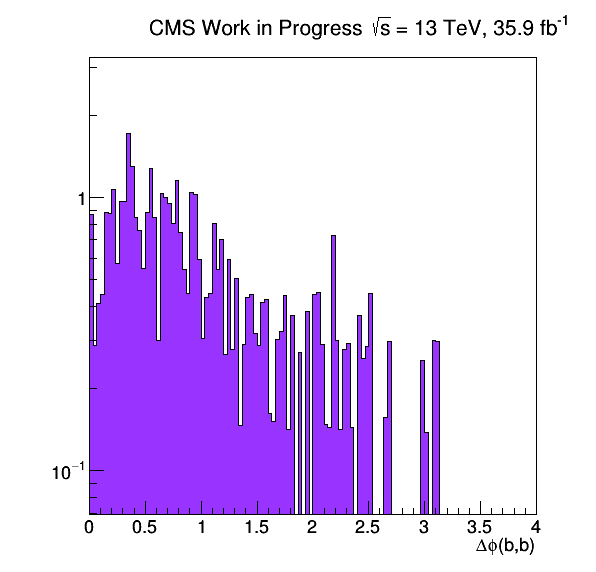 CMS Work in Progress √s = 13 TeV, 35.9 fb⁻¹
1
10⁻¹
0 0.5 1 1.5 2 2.5 3 3.5 4
Δϕ(b,b)